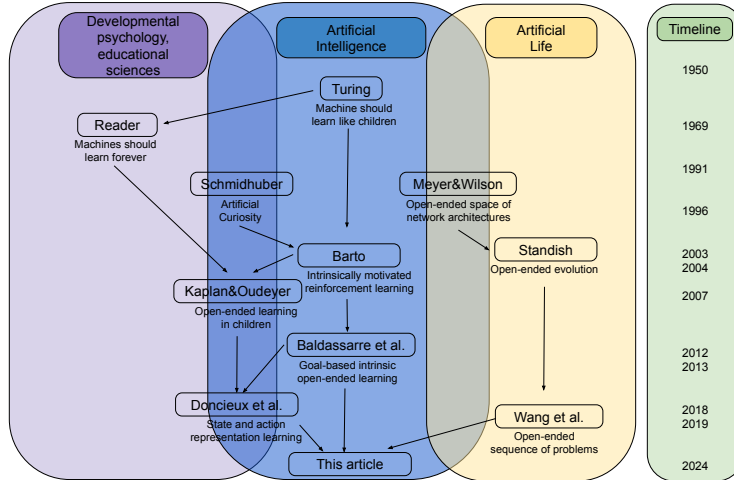 Developmental
psychology,
educational
sciences
Artificial
Intelligence
Artificial
Life
Timeline
Turing
Machine should
learn like children
1950
Reader
Machines should
learn forever
1969
Schmidhuber
Artificial
Curiosity
Meyer&Wilson
Open-ended space of
network architectures
1991
1996
Barto
Intrinsically motivated
reinforcement learning
Standish
Open-ended evolution
2003
2004
Kaplan&Oudeyer
Open-ended learning
in children
2007
Baldassarre et al.
Goal-based intrinsic
open-ended learning
2012
2013
Doncieux et al.
State and action
representation learning
Wang et al.
Open-ended
sequence of problems
2018
2019
This article
2024